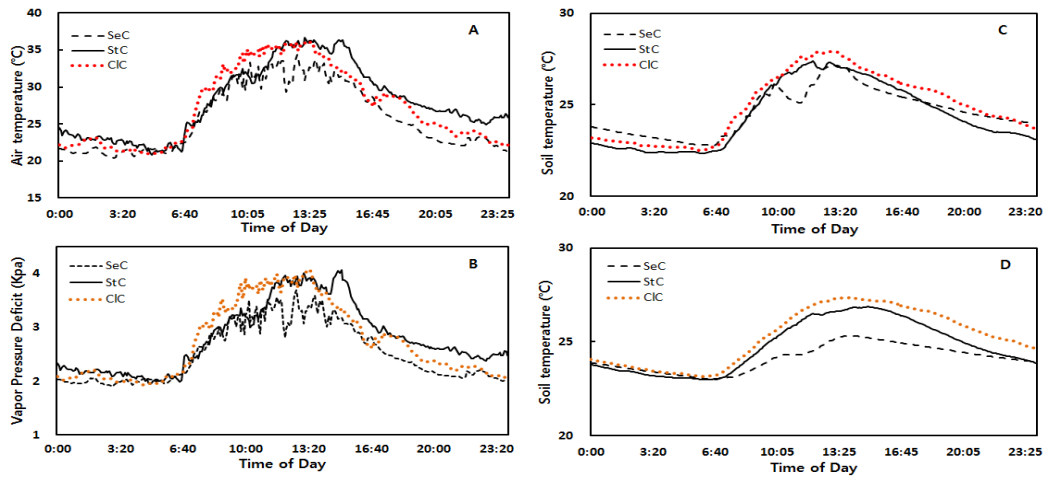 40
35
30
25
20
15
Air temperature (°C)
SeC
StC
ClC
A
0:00 3:20 6:40 10:05 13:25 16:45 20:05 23:25
Time of Day
30
25
20
Soil temperature (°C)
SeC
StC
ClC
C
0:00 3:20 6:40 10:00 13:20 16:40 20:00 23:20
Time of Day
4
3
2
1
Vapor Pressure Deficit (Kpa)
SeC
StC
ClC
B
0:00 3:20 6:40 10:05 13:25 16:45 20:05 23:25
Time of Day
30
25
20
Soil temperature (°C)
SeC
StC
ClC
D
0:00 3:20 6:40 10:05 13:25 16:45 20:05 23:25
Time of Day